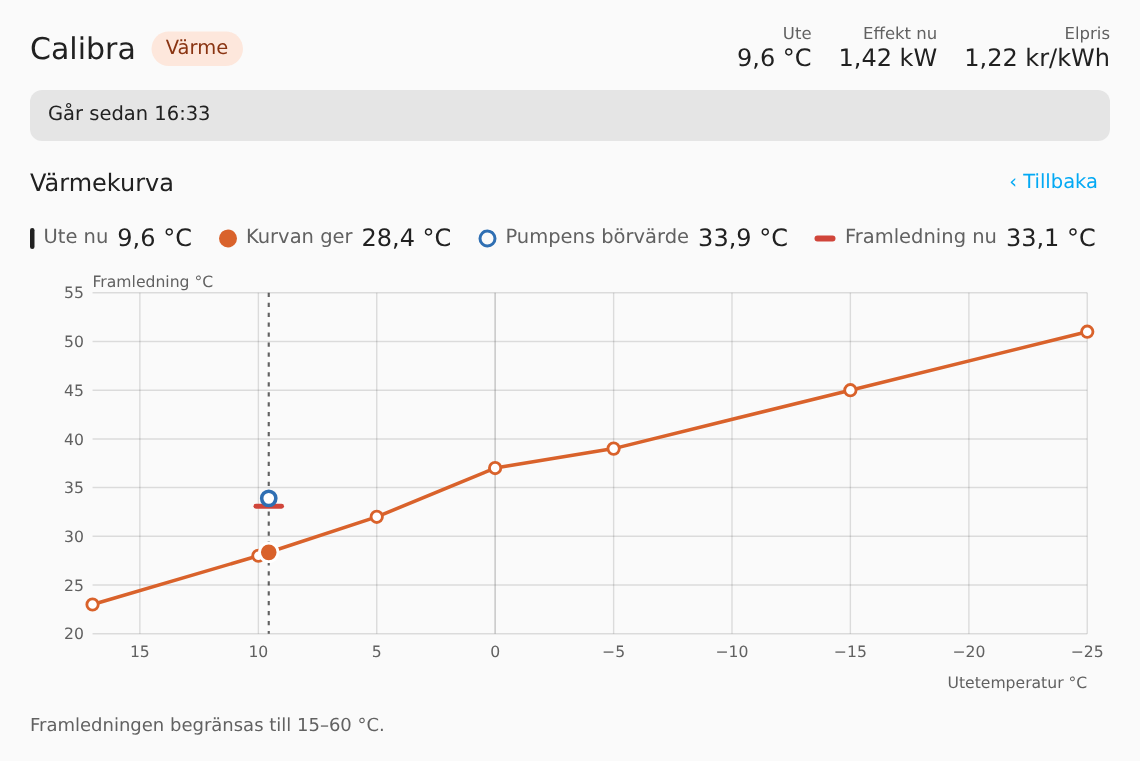 Calibra Värme
Ute Effekt nu Elpris
9,6 °C 1,42 kW 1,22 kr/kWh
Går sedan 16:33
Värmekurva ‹ Tillbaka
Ute nu 9,6 °C Kurvan ger 28,4 °C Pumpens börvärde 33,9 °C Framledning nu 33,1 °C
Framledning °C
55
50
45
40
35
30
25
20
15 10 5 0 −5 −10 −15 −20 −25
Utetemperatur °C
Framledningen begränsas till 15–60 °C.